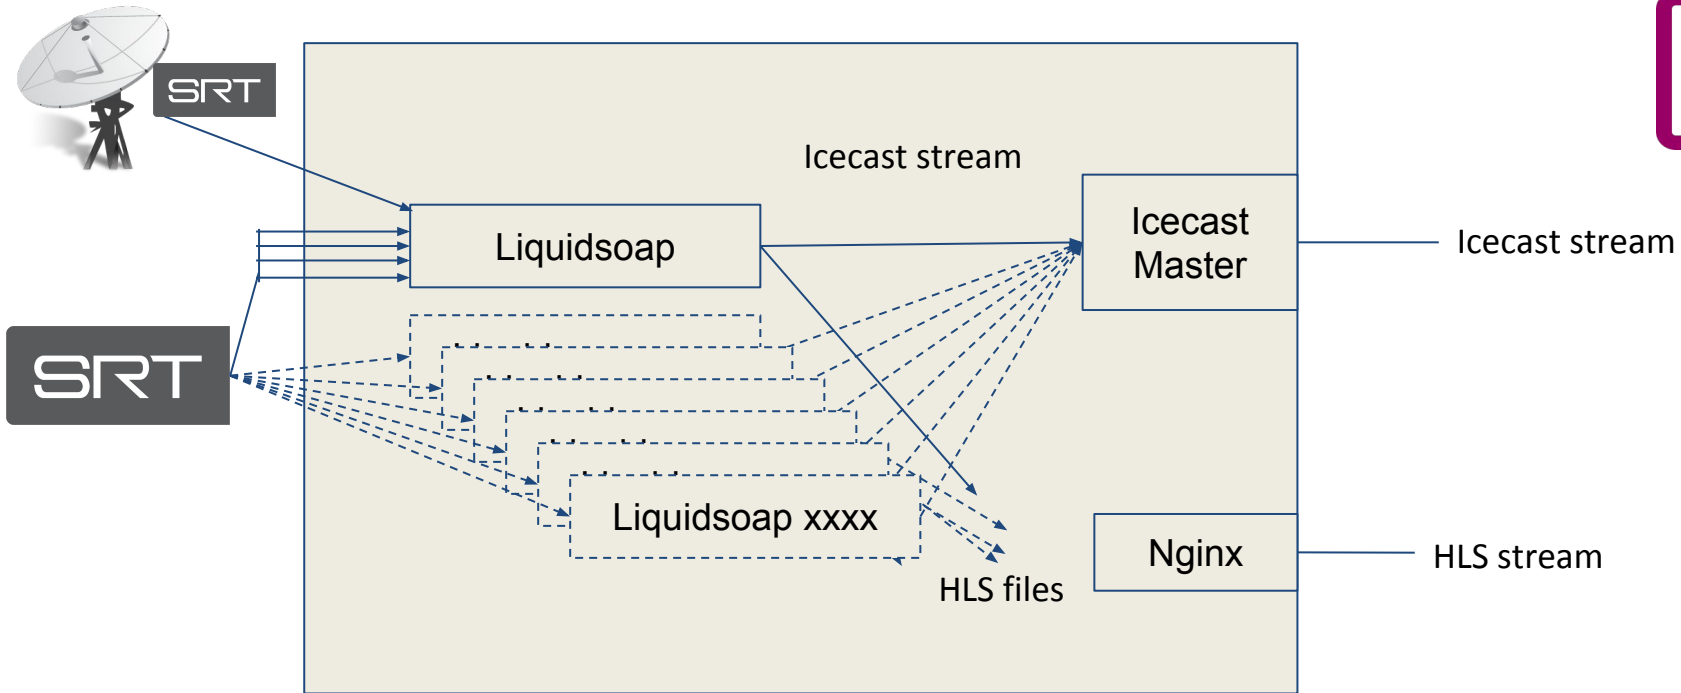 SRT
Icecast stream
Icecast
Master
Icecast stream
Liquidsoap
SRT
Liquidsoap xxxx
Nginx
HLS stream
HLS files